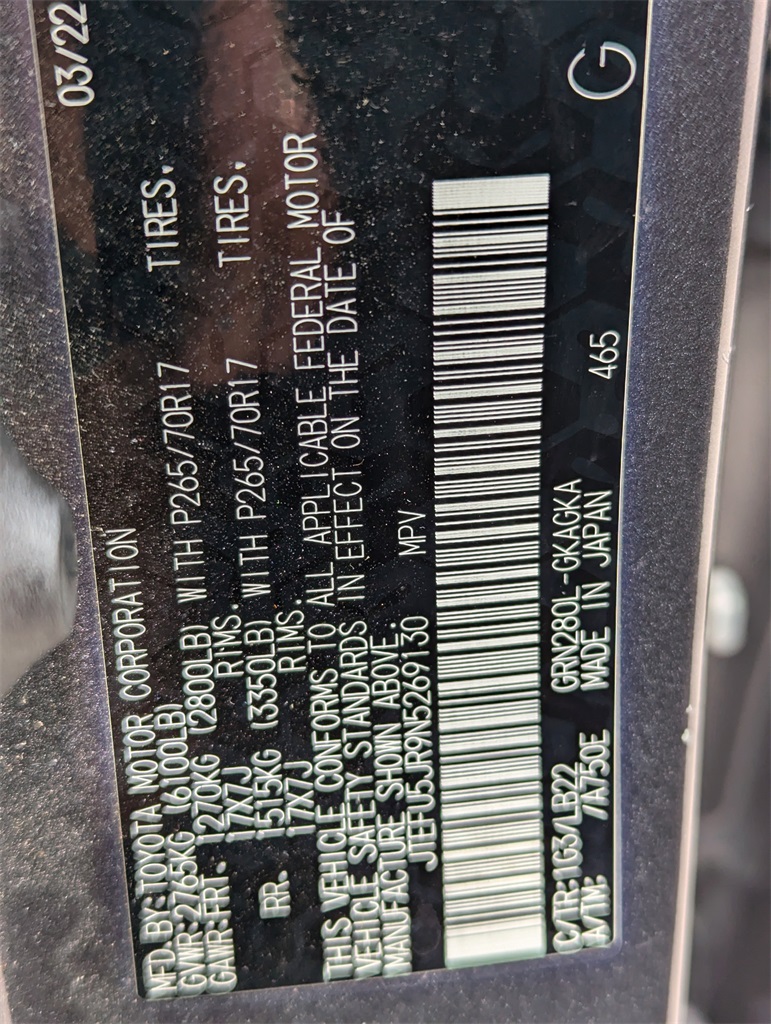 MFD BY:TOYOTA MOTOR CORPORATION 03/22
GVWR:2765KG (6100LB)
GAWR:FRT. 1270KG (2800LB) WITH P265/70R17 TIRES,
17X7J RIMS.
RR. 1515KG (3350LB) WITH P265/70R17 TIRES,
17X7J RIMS.
THIS VEHICLE CONFORMS TO ALL APPLICABLE FEDERAL MOTOR
VEHICLE SAFETY STANDARDS IN EFFECT ON THE DATE OF
MANUFACTURE SHOWN ABOVE.
JTEFU5JR9N5269130 MPV
C/TR:1G3/LB22 GRN280L-GKAGKA 465 G
A/TM: /A750E MADE IN JAPAN